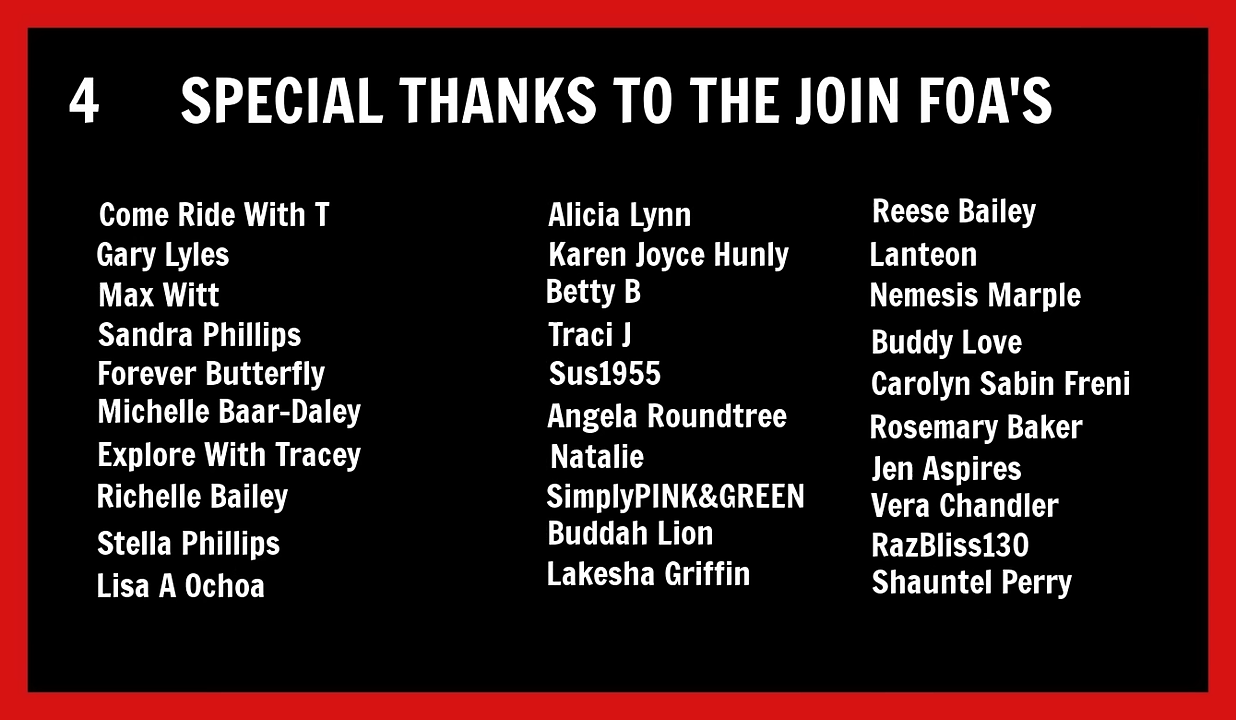 4 SPECIAL THANKS TO THE JOIN FOA'S
Come Ride With T
Gary Lyles
Max Witt
Sandra Phillips
Forever Butterfly
Michelle Baar-Daley
Explore With Tracey
Richelle Bailey
Stella Phillips
Lisa A Ochoa
Alicia Lynn
Karen Joyce Hunly
Betty B
Traci J
Sus1955
Angela Roundtree
Natalie
SimplyPINK&GREEN
Buddah Lion
Lakesha Griffin
Reese Bailey
Lanteon
Nemesis Marple
Buddy Love
Carolyn Sabin Freni
Rosemary Baker
Jen Aspires
Vera Chandler
RazBliss130
Shauntel Perry